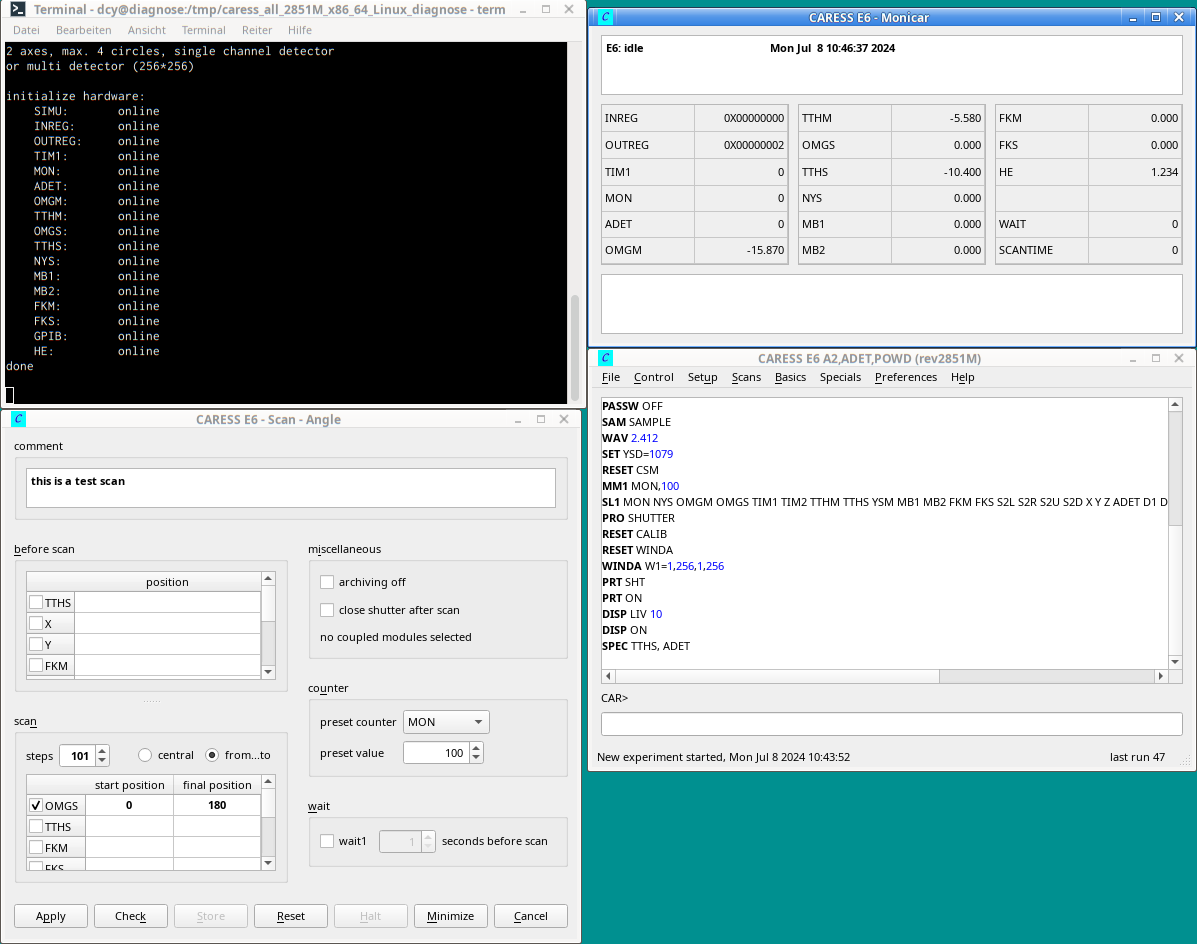 Terminal - dcy@diagnose:/tmp/caress_all_2851M_x86_64_Linux_diagnose - term
Datei Bearbeiten Ansicht Terminal Reiter Hilfe
2 axes, max. 4 circles, single channel detector
or multi detector (256*256)
initialize hardware:
SIMU: online
INREG: online
OUTREG: online
TIM1: online
MON: online
ADET: online
OMGM: online
TTHM: online
OMGS: online
TTHS: online
NYS: online
MB1: online
MB2: online
FKM: online
FKS: online
GPIB: online
HE: online
done
C CARESS E6 - Monicar
E6: idle Mon Jul 8 10:46:37 2024
INREG 0X00000000 TTHM -5.580 FKM 0.000
OUTREG 0X00000002 OMGS 0.000 FKS 0.000
TIM1 0 TTHS -10.400 HE 1.234
MON 0 NYS 0.000
ADET 0 MB1 0.000 WAIT 0
OMGM -15.870 MB2 0.000 SCANTIME 0
C CARESS E6 A2,ADET,POWD (rev2851M)
File Control Setup Scans Basics Specials Preferences Help
PASSW OFF
SAM SAMPLE
WAV 2.412
SET YSD=1079
RESET CSM
MM1 MON,100
SL1 MON NYS OMGM OMGS TIM1 TIM2 TTHM TTHS YSM MB1 MB2 FKM FKS S2L S2R S2U S2D X Y Z ADET D1 D
PRO SHUTTER
RESET CALIB
RESET WINDA
WINDA W1=1,256,1,256
PRT SHT
PRT ON
DISP LIV 10
DISP ON
SPEC TTHS, ADET
CAR>
New experiment started, Mon Jul 8 2024 10:43:52 last run 47
C CARESS E6 - Scan - Angle
comment
this is a test scan
before scan
position
TTHS
X
Y
FKM
miscellaneous
archiving off
close shutter after scan
no coupled modules selected
counter
preset counter MON
preset value 100
scan
steps 101 central from...to
start position final position
OMGS 0 180
TTHS
FKM
FKS
wait
wait1 1 seconds before scan
Apply Check Store Reset Halt Minimize Cancel